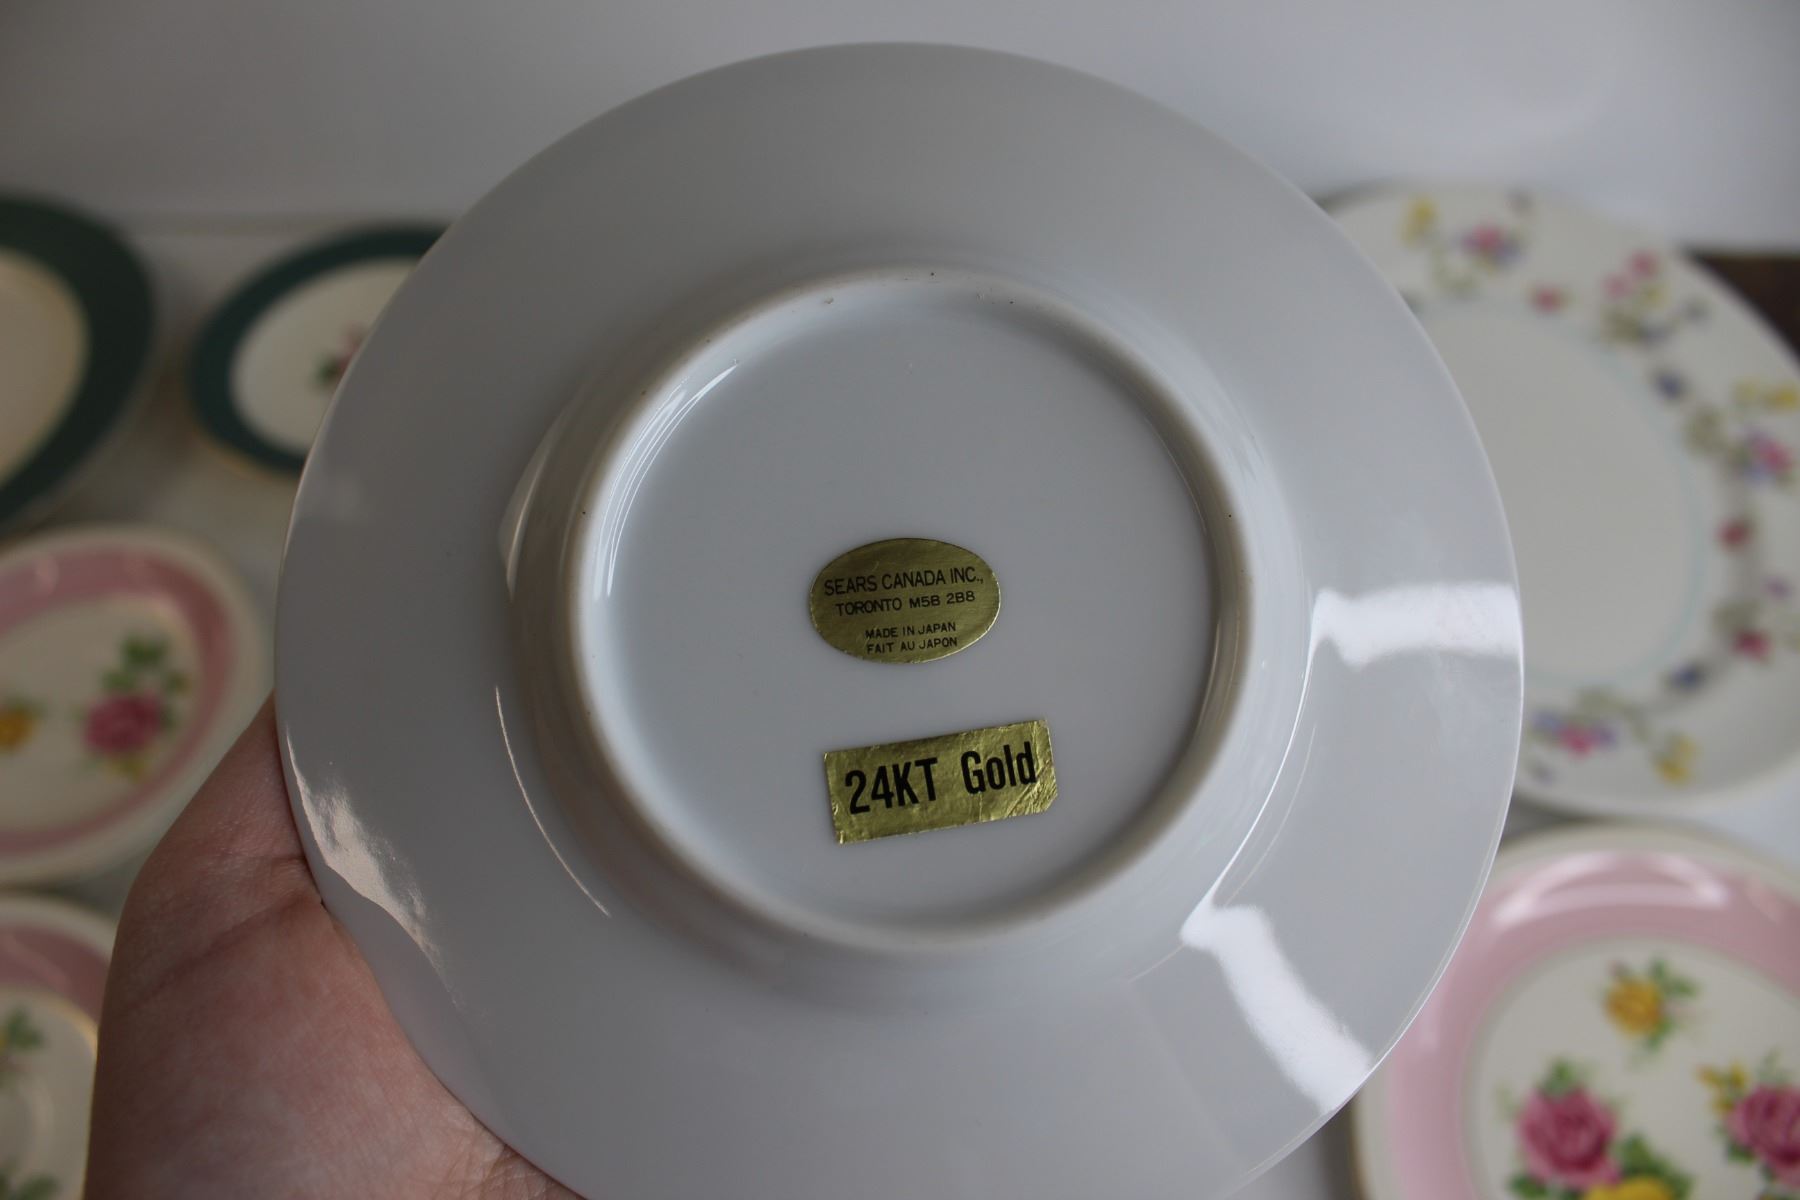 SEARS CANADA INC.,
TORONTO M5B 2B8
MADE IN JAPAN
FAIT AU JAPON
24KT Gold